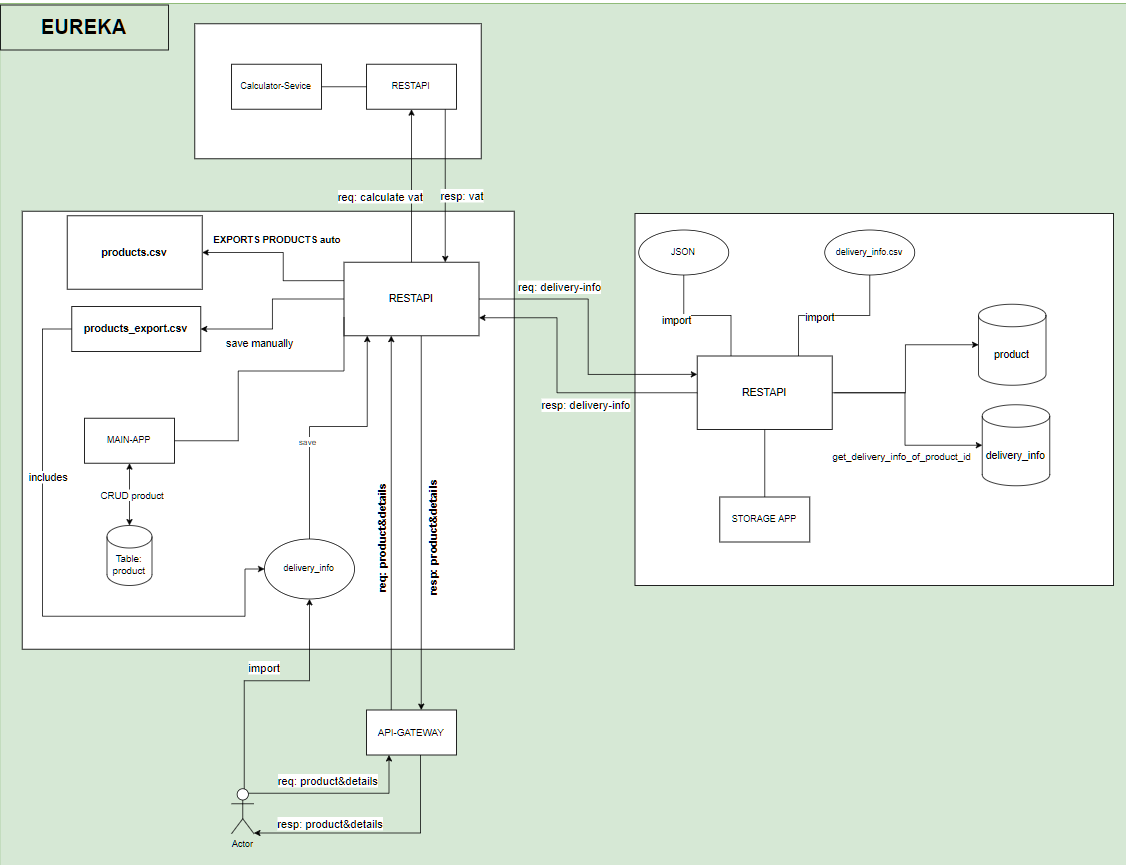 EUREKA
Calculator-Sevice
RESTAPI
req: calculate vat
resp: vat
products.csv
EXPORTS PRODUCTS auto
RESTAPI
products_export.csv
save manually
MAIN-APP
includes
CRUD product
Table:
product
save
delivery_info
req: product&details
resp: product&details
req: delivery-info
resp: delivery-info
JSON
delivery_info.csv
import
import
product
RESTAPI
get_delivery_info_of_product_id
delivery_info
STORAGE APP
import
API-GATEWAY
req: product&details
resp: product&details
Actor